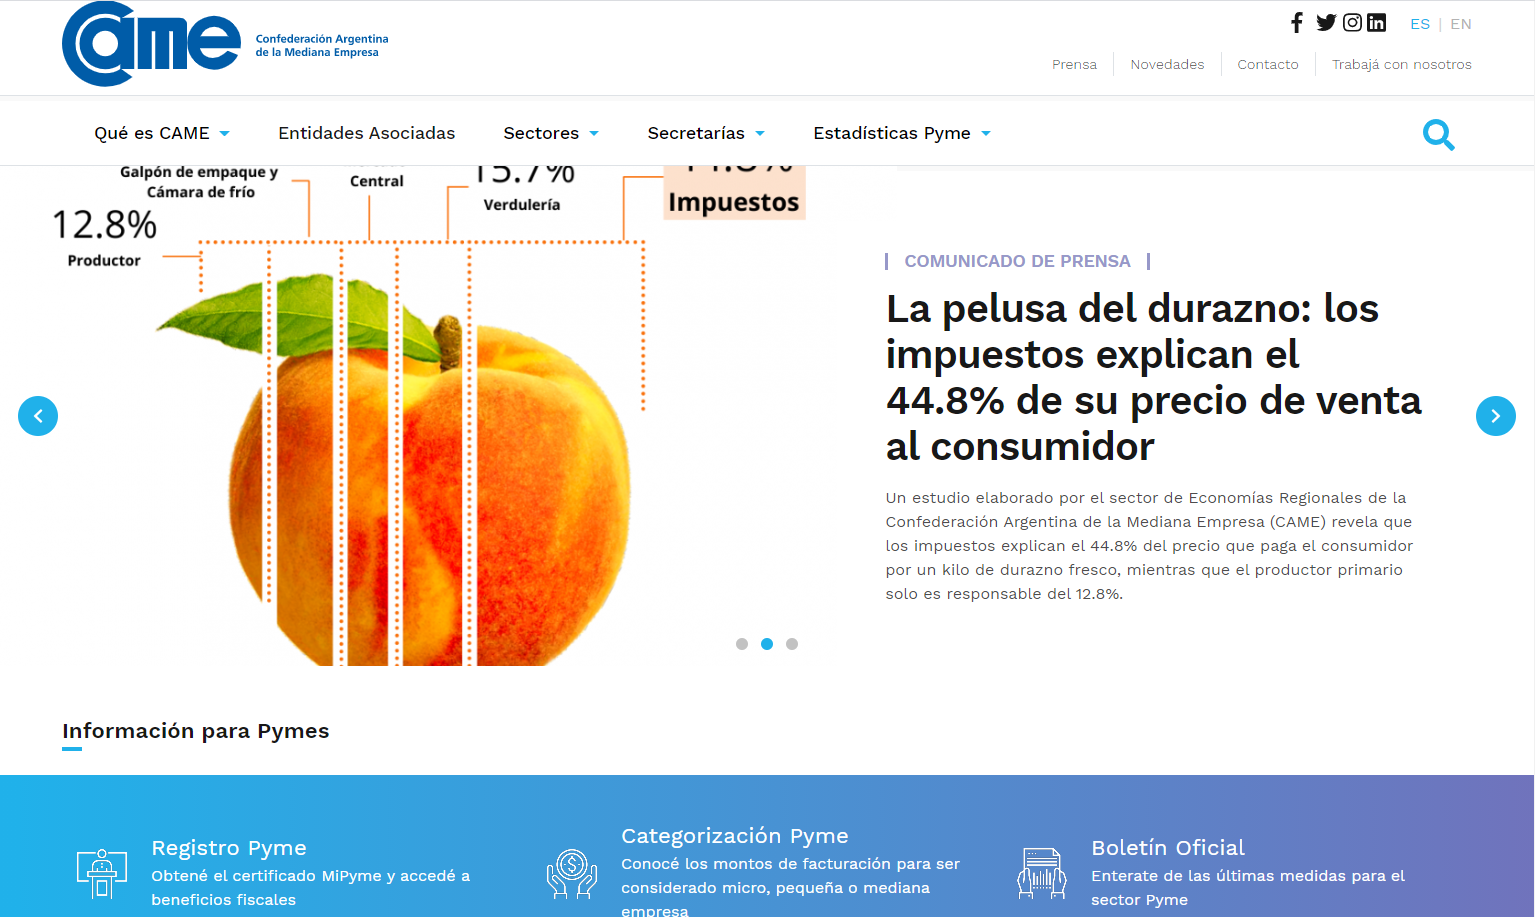 came
Confederación Argentina
de la Mediana Empresa
ES | EN
Prensa
Novedades
Contacto
Trabajá con nosotros
Qué es CAME
Entidades Asociadas
Sectores
Secretarías
Estadísticas Pyme
Galpón de empaque y
Cámara de frío
Central
15.7%
Verdulería
Impuestos
12.8%
Productor
COMUNICADO DE PRENSA
La pelusa del durazno: los
impuestos explican el
44.8% de su precio de venta
al consumidor
Un estudio elaborado por el sector de Economías Regionales de la
Confederación Argentina de la Mediana Empresa (CAME) revela que
los impuestos explican el 44.8% del precio que paga el consumidor
por un kilo de durazno fresco, mientras que el productor primario
solo es responsable del 12.8%.
Información para Pymes
Registro Pyme
Obtené el certificado MiPyme y accedé a
beneficios fiscales
Categorización Pyme
Conocé los montos de facturación para ser
considerado micro, pequeña o mediana
empresa
Boletín Oficial
Enterate de las últimas medidas para el
sector Pyme